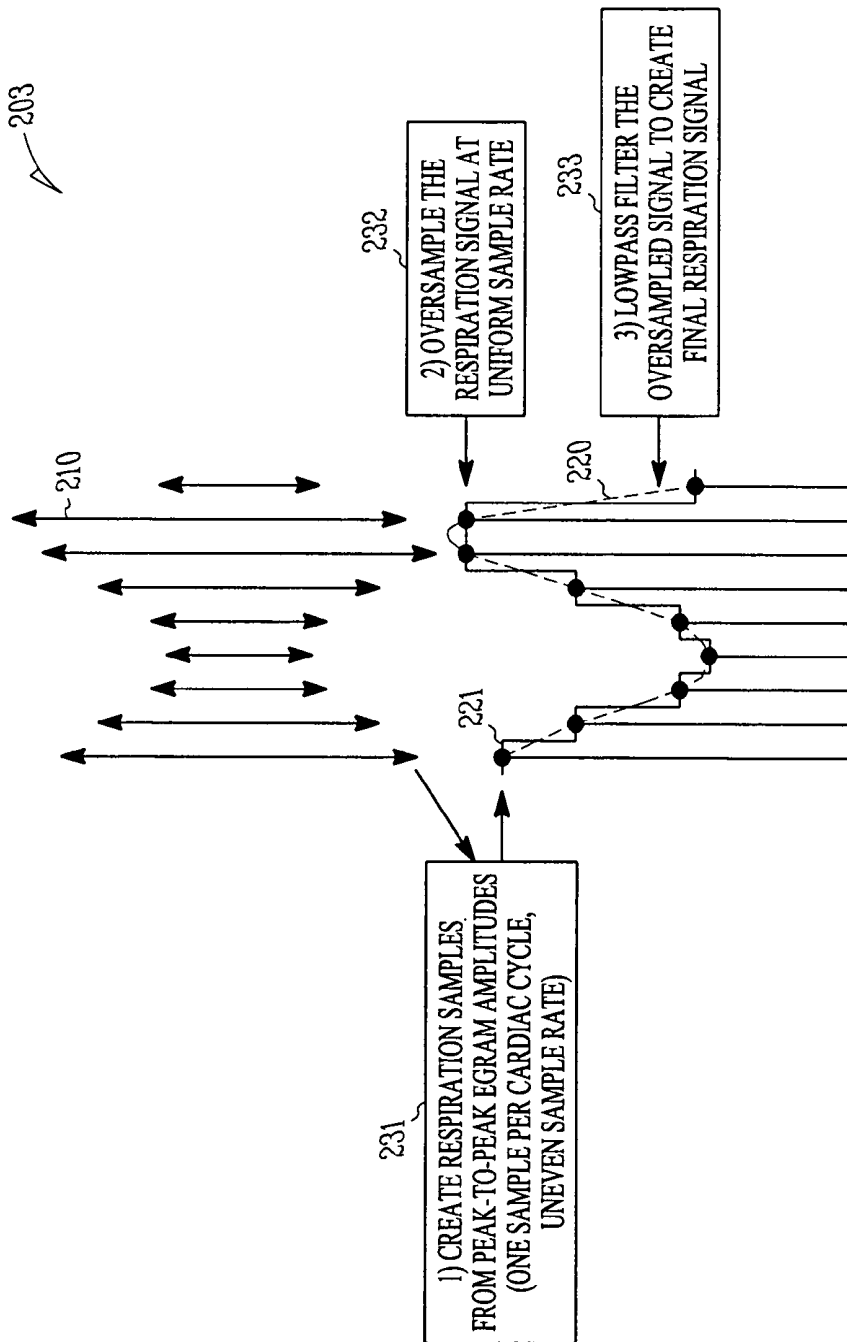 203
210
232
2) OVERSAMPLE THE
RESPIRATION SIGNAL AT
UNIFORM SAMPLE RATE
233
3) LOWPASS FILTER THE
OVERSAMPLED SIGNAL TO CREATE
FINAL RESPIRATION SIGNAL
220
221
231
1) CREATE RESPIRATION SAMPLES
FROM PEAK-TO-PEAK EGRAM AMPLITUDES
(ONE SAMPLE PER CARDIAC CYCLE,
UNEVEN SAMPLE RATE)